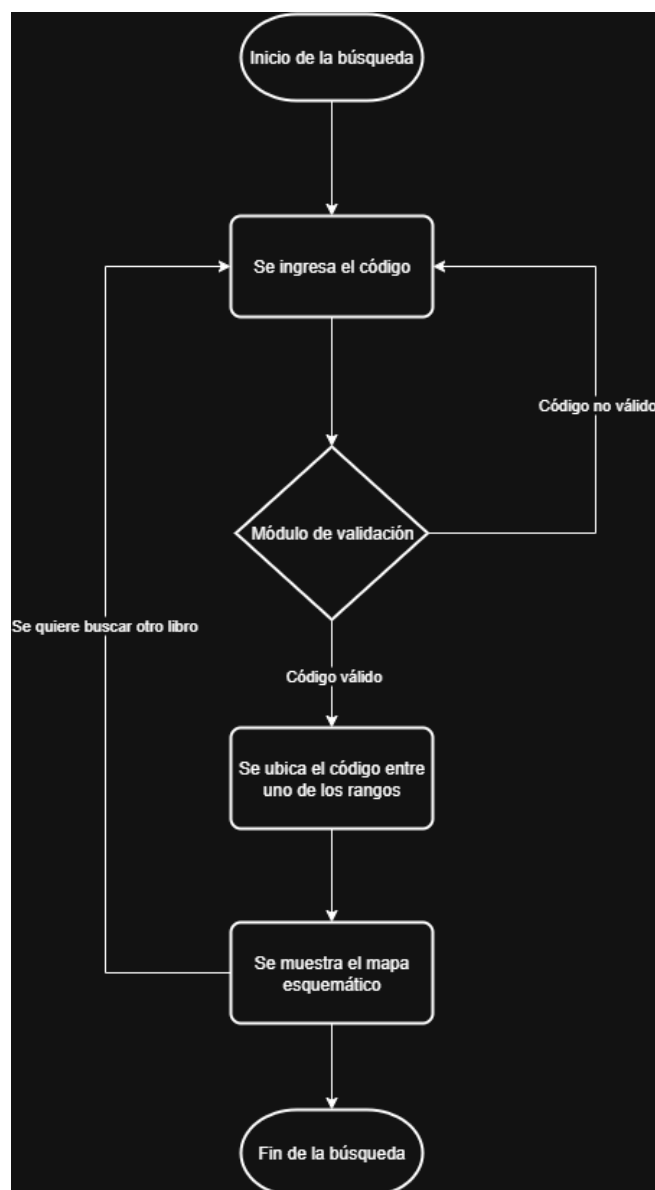 Inicio de la búsqueda
Se ingresa el código
Código no válido
Módulo de validación
Se quiere buscar otro libro
Código válido
Se ubica el código entre
uno de los rangos
Se muestra el mapa
esquemático
Fin de la búsqueda